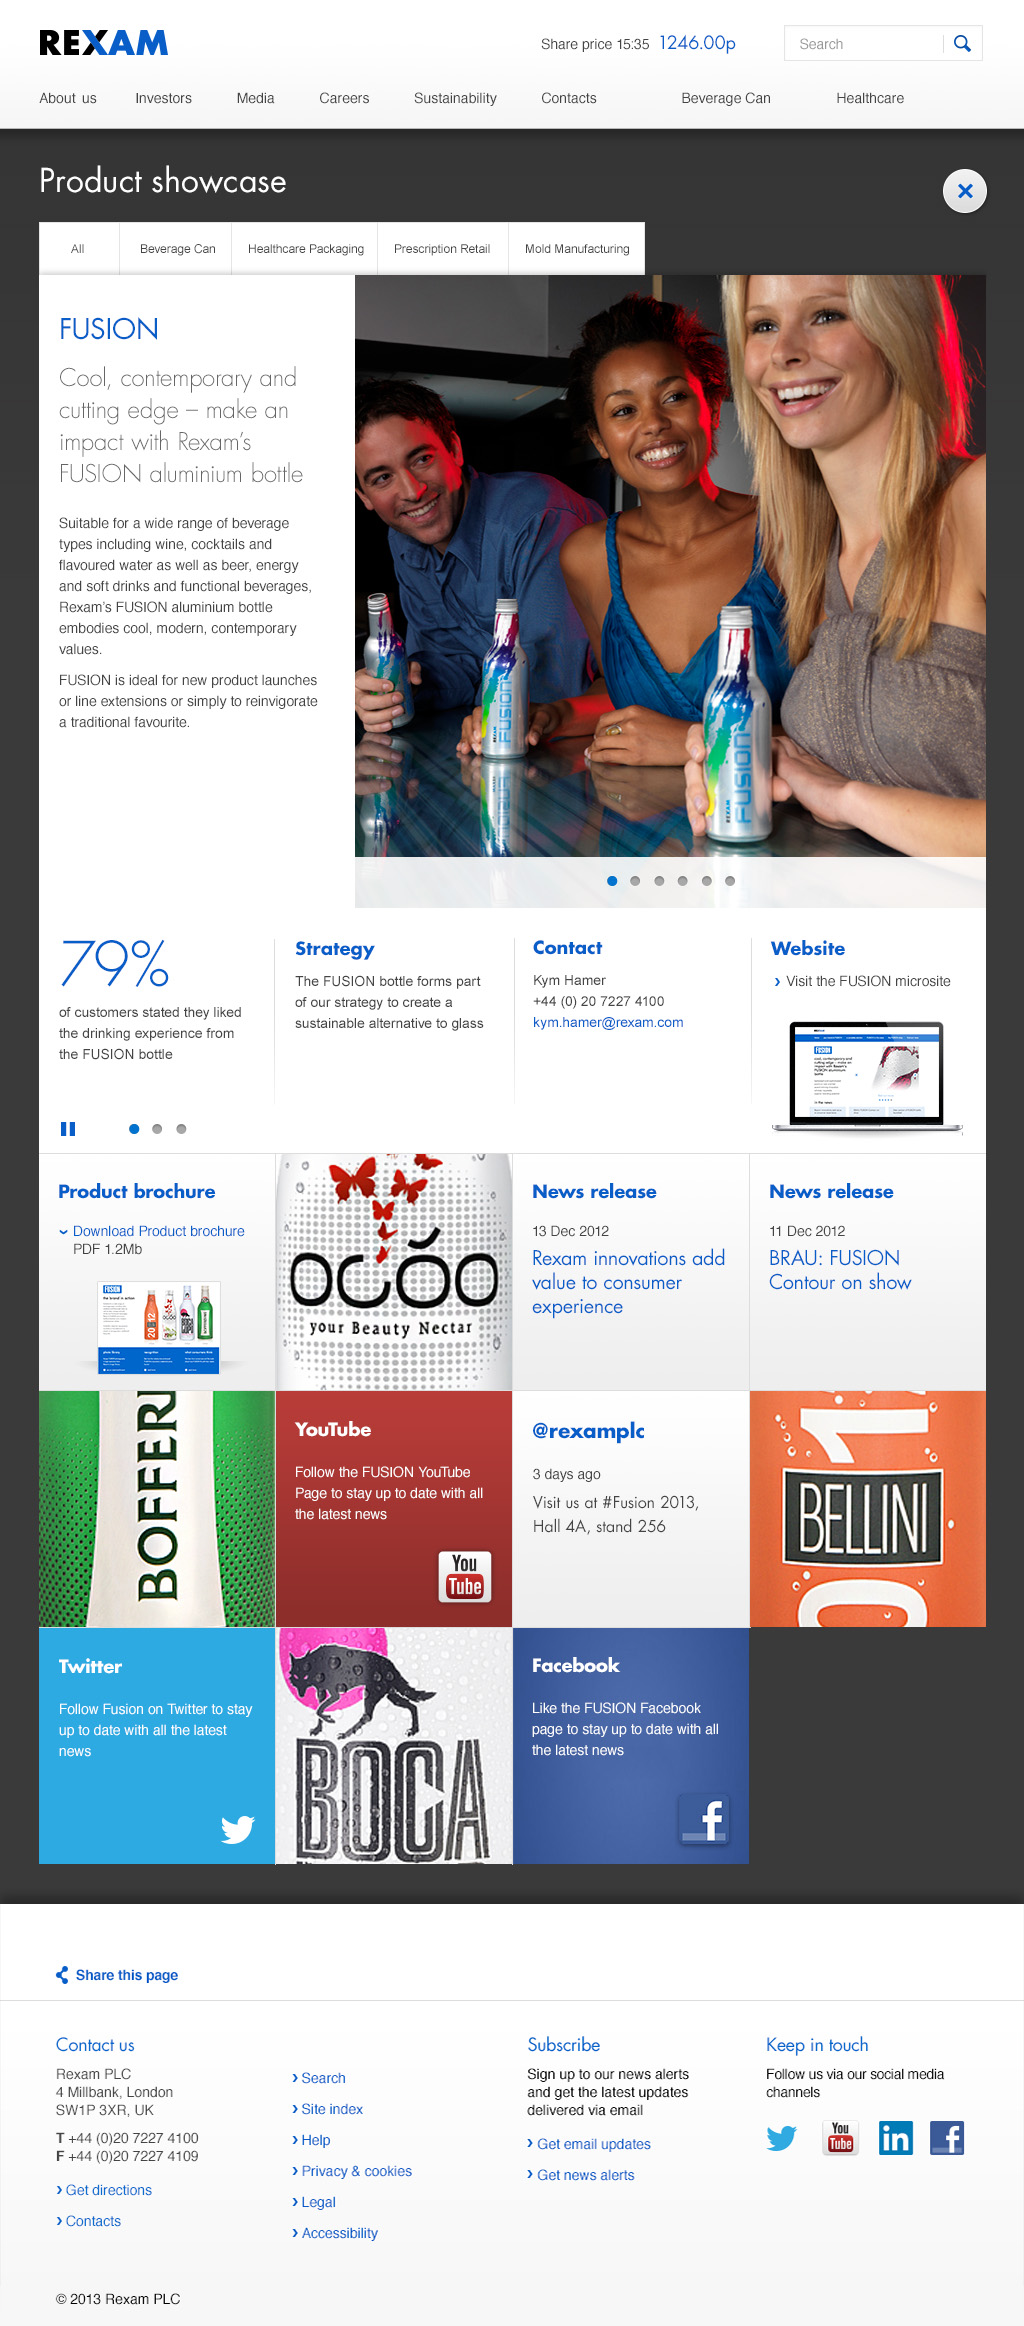 REXAM
Share price 15:35 1246.00p
Search
About us Investors Media Careers Sustainability Contacts Beverage Can Healthcare
Product showcase
All Beverage Can Healthcare Packaging Prescription Retail Mold Manufacturing
FUSION
Cool, contemporary and
cutting edge – make an
impact with Rexam's
FUSION aluminium bottle
Suitable for a wide range of beverage
types including wine, cocktails and
flavoured water as well as beer, energy
and soft drinks and functional beverages,
Rexam's FUSION aluminium bottle
embodies cool, modern, contemporary
values.
FUSION is ideal for new product launches
or line extensions or simply to reinvigorate
a traditional favourite.
REXAM
FUSION
REXAM
FUSION
79%
of customers stated they liked
the drinking experience from
the FUSION bottle
Strategy
The FUSION bottle forms part
of our strategy to create a
sustainable alternative to glass
Contact
Kym Hamer
+44 (0) 20 7227 4100
kym.hamer@rexam.com
Website
Visit the FUSION microsite
FUSION
Product brochure
Download Product brochure
PDF 1.2Mb
FUSION
ocóo
your Beauty Nectar
News release
13 Dec 2012
Rexam innovations add
value to consumer
experience
News release
11 Dec 2012
BRAU: FUSION
Contour on show
BOFFER
YouTube
Follow the FUSION YouTube
Page to stay up to date with all
the latest news
You
Tube
@rexamplc
3 days ago
Visit us at #Fusion 2013,
Hall 4A, stand 256
BELLINI
Twitter
Follow Fusion on Twitter to stay
up to date with all the latest
news
BOCA
Facebook
Like the FUSION Facebook
page to stay up to date with all
the latest news
f
Share this page
Contact us
Rexam PLC
4 Millbank, London
SW1P 3XR, UK
T +44 (0)20 7227 4100
F +44 (0)20 7227 4109
Get directions
Contacts
Search
Site index
Help
Privacy & cookies
Legal
Accessibility
Subscribe
Sign up to our news alerts
and get the latest updates
delivered via email
Get email updates
Get news alerts
Keep in touch
Follow us via our social media
channels
You
Tube
in
f
© 2013 Rexam PLC